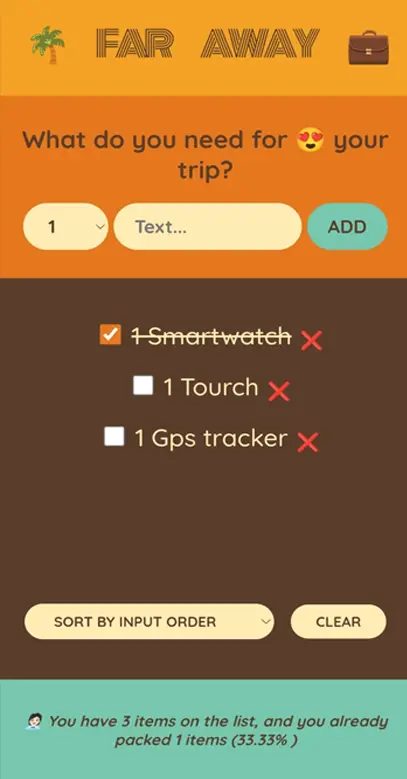 🌴 FAR AWAY 💼
What do you need for 😍 your
trip?
1 Text... ADD
1 Smartwatch ❌
1 Tourch ❌
1 Gps tracker ❌
SORT BY INPUT ORDER CLEAR
You have 3 items on the list, and you already
packed 1 items (33.33% )